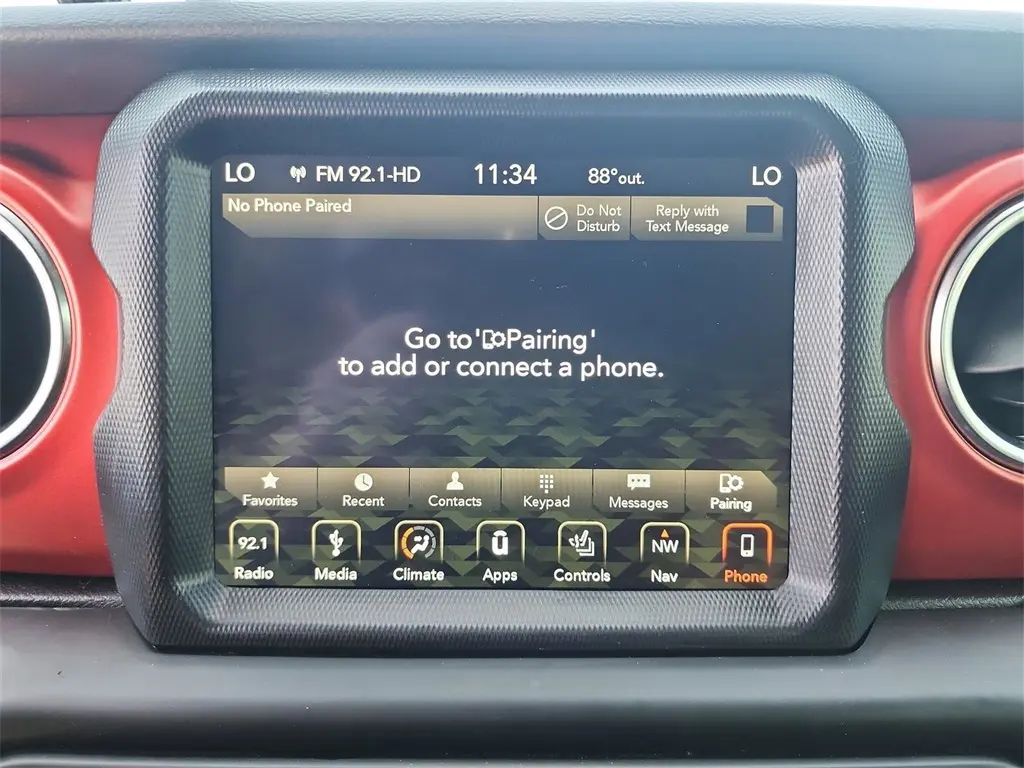 LO FM 92.1-HD 11:34 88°out. LO
No Phone Paired
Do Not
Disturb
Reply with
Text Message
Go to 'Pairing'
to add or connect a phone.
Favorites Recent Contacts Keypad Messages Pairing
92.1 NW
Radio Media Climate Apps Controls Nav Phone